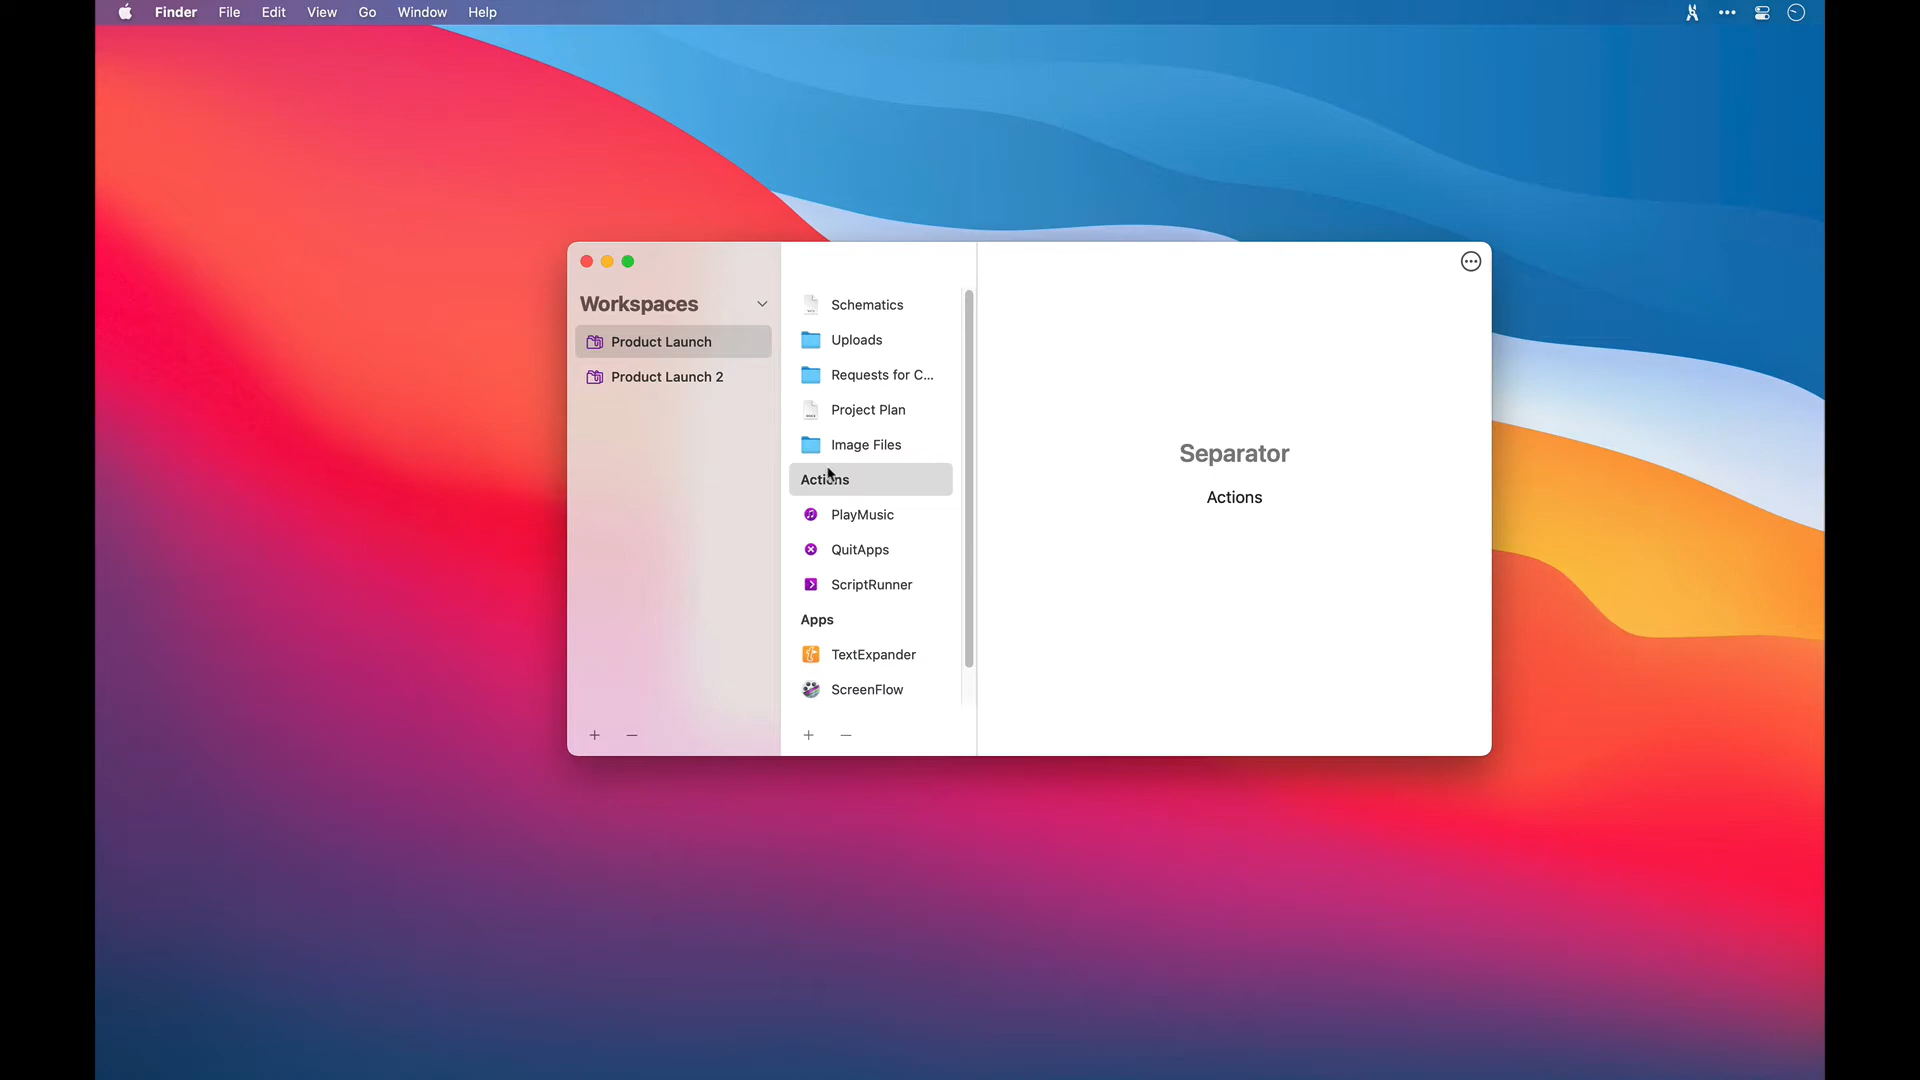 Finder File Edit View Go Window Help
Workspaces
Product Launch
Product Launch 2
Schematics
Uploads
Requests for C...
Project Plan
Image Files
Actions
PlayMusic
QuitApps
ScriptRunner
Apps
TextExpander
ScreenFlow
Separator
Actions